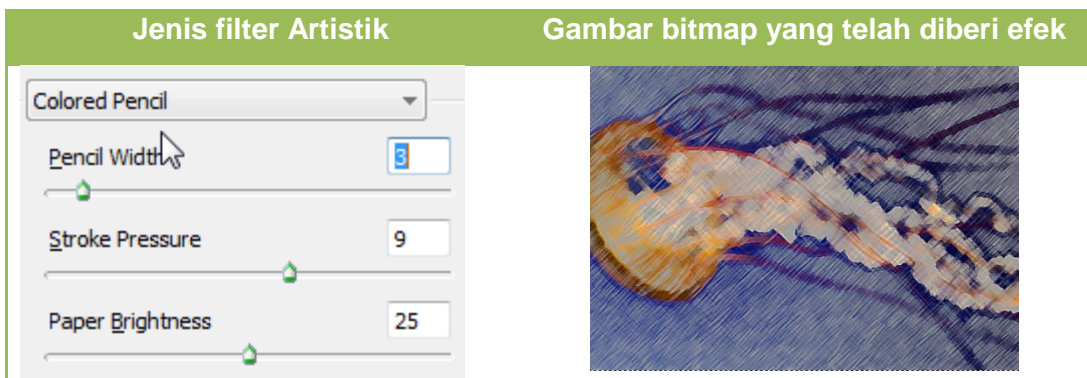 Jenis filter Artistik
Gambar bitmap yang telah diberi efek
Colored Pencil
Pencil Width
3
Stroke Pressure
9
Paper Brightness
25